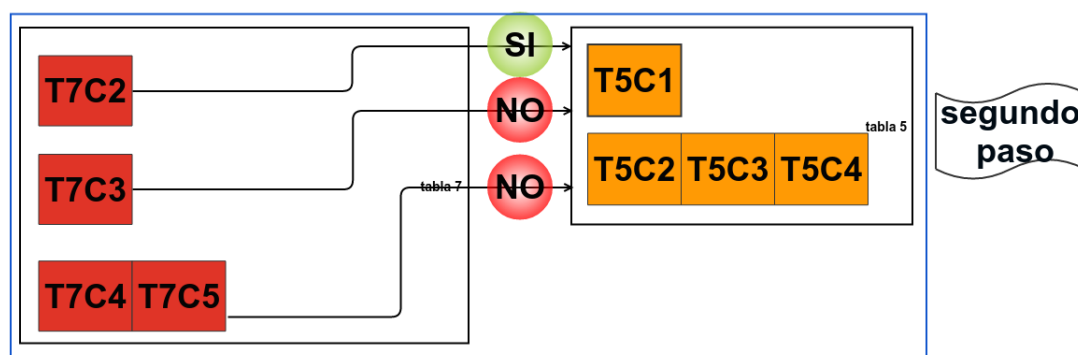 T7C2
T7C3
T7C4 T7C5
tabla 7
SI
NO
NO
T5C1
tabla 5
T5C2 T5C3 T5C4
segundo
paso